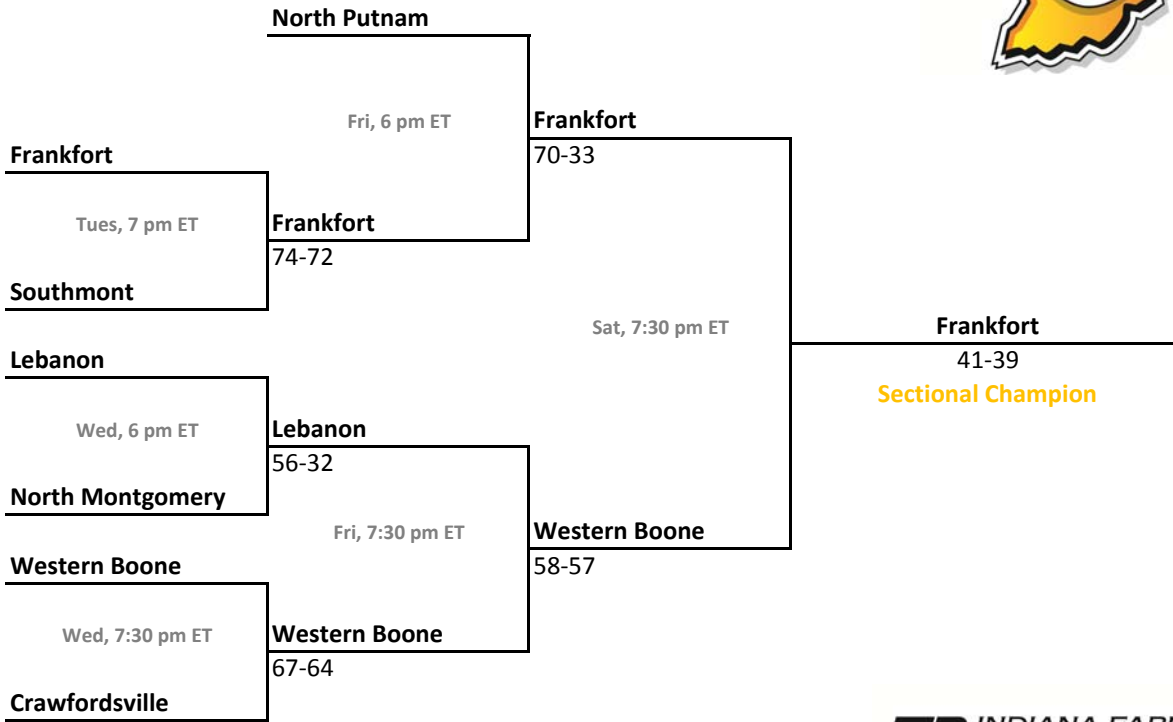 North Putnam
Fri, 6 pm ET
Frankfort
Frankfort
70-33
Tues, 7 pm ET
Frankfort
74-72
Southmont
Sat, 7:30 pm ET
Frankfort
Lebanon
41-39
Sectional Champion
Wed, 6 pm ET
Lebanon
56-32
North Montgomery
Fri, 7:30 pm ET
Western Boone
Western Boone
58-57
Wed, 7:30 pm ET
Western Boone
67-64
Crawfordsville
INDIANA